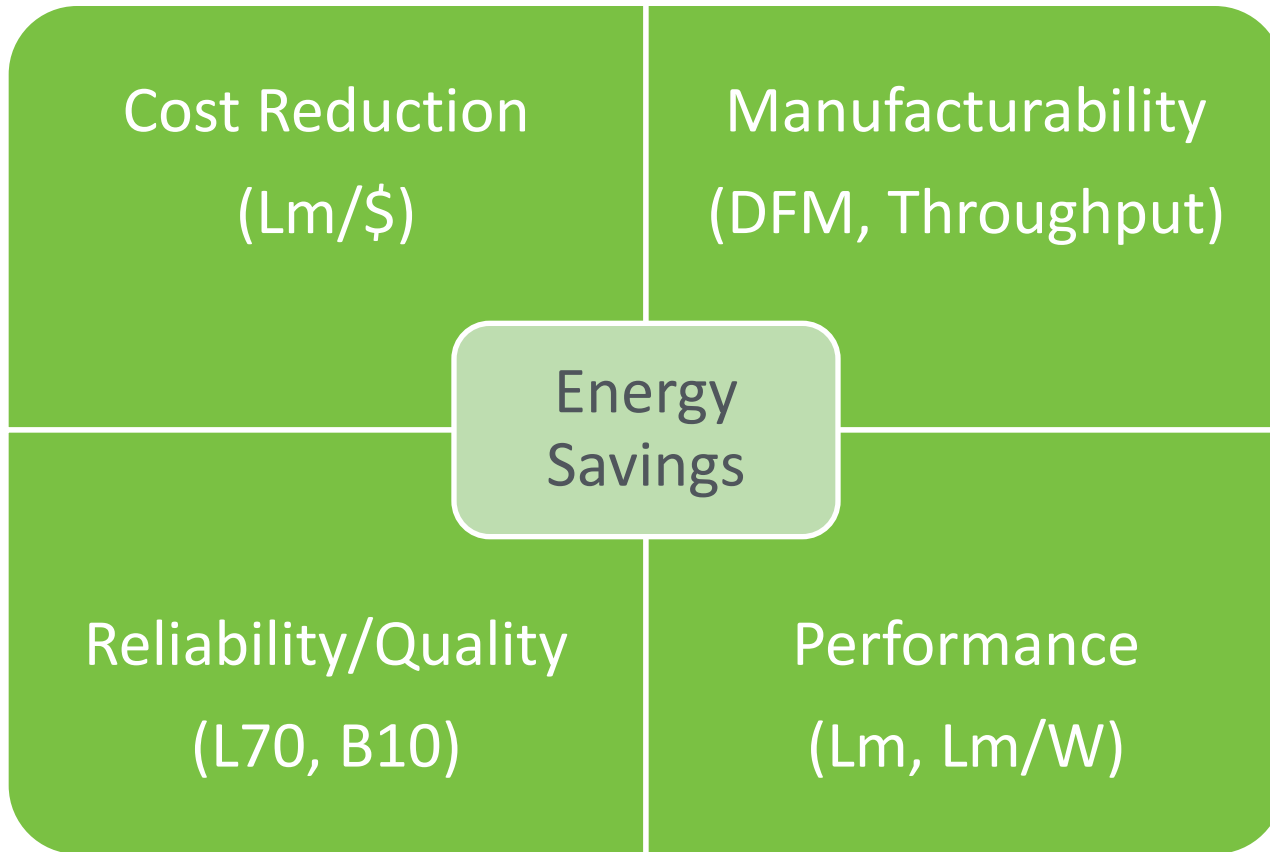 Cost Reduction
(Lm/$)
Manufacturability
(DFM, Throughput)
Energy
Savings
Reliability/Quality
(L70, B10)
Performance
(Lm, Lm/W)